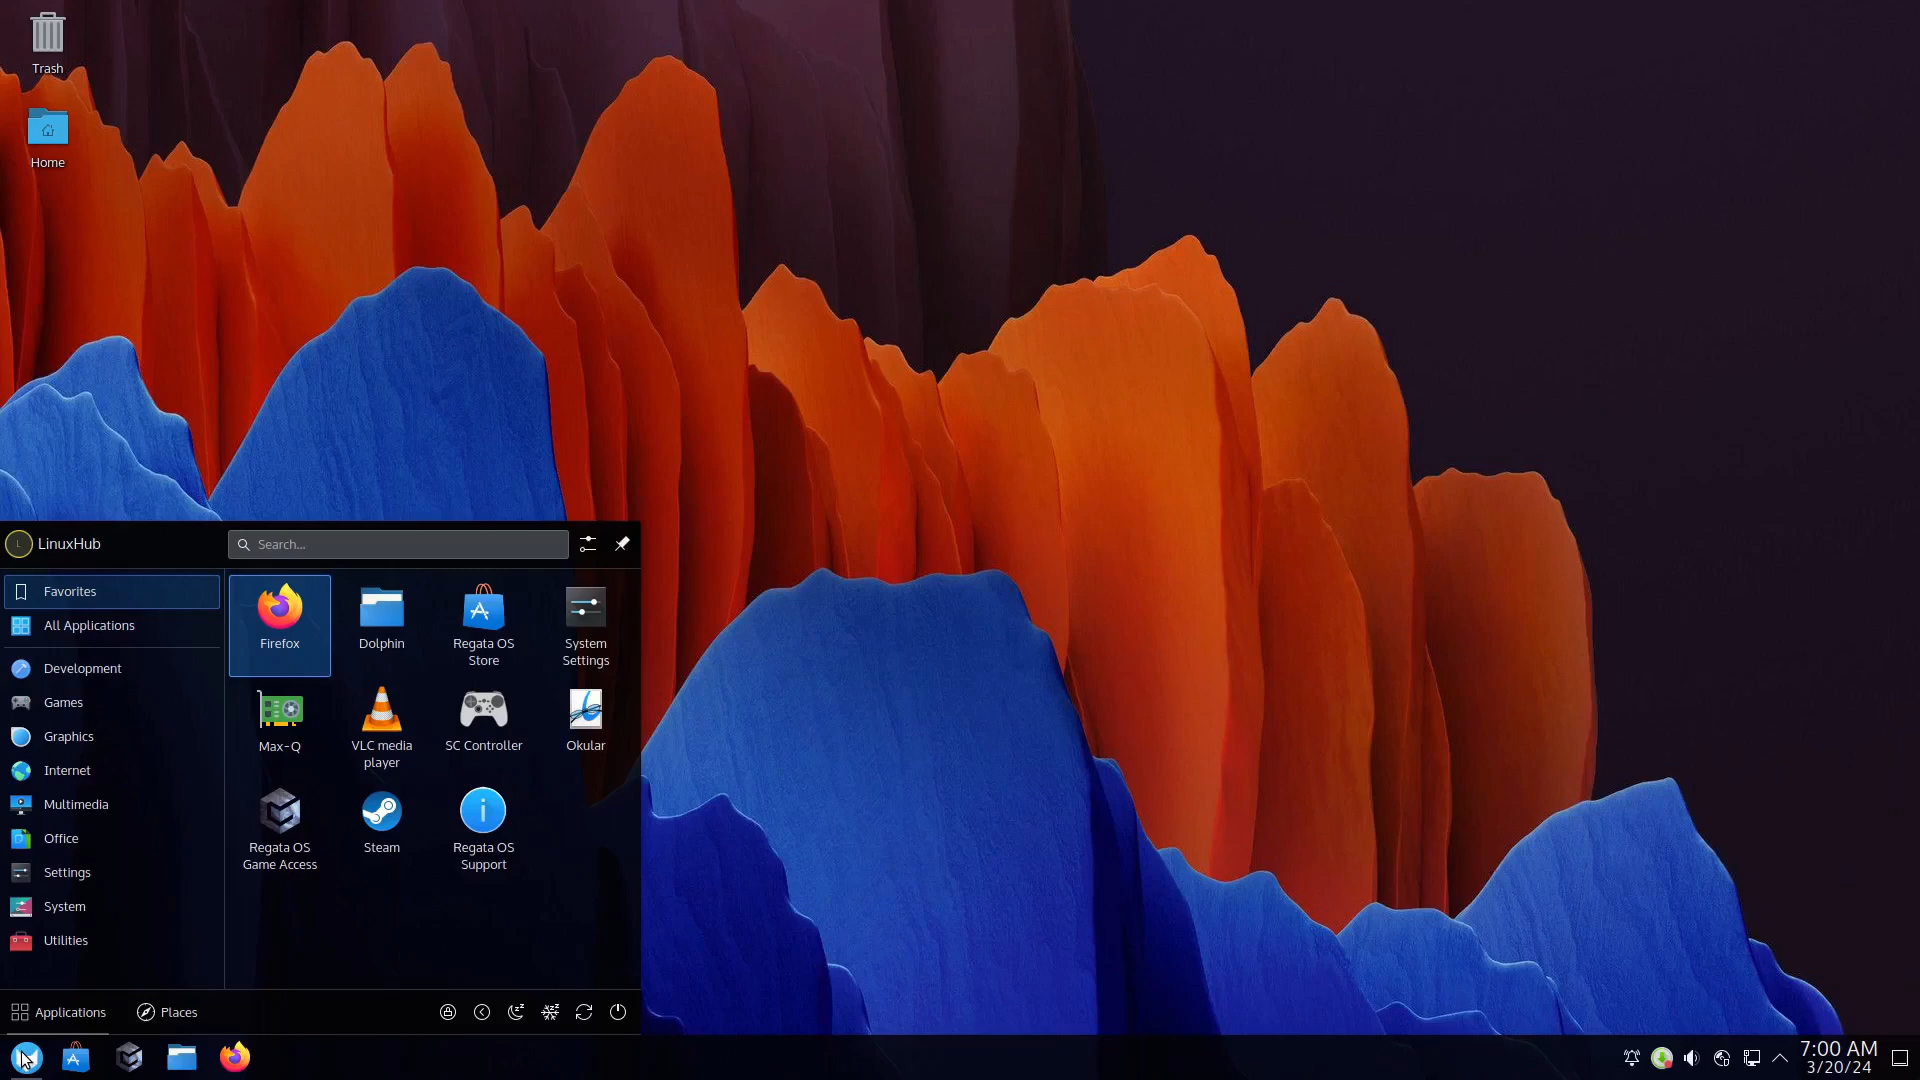 Trash
Home
LinuxHub
Search...
Favorites
All Applications
Development
Games
Graphics
Internet
Multimedia
Office
Settings
System
Utilities
Firefox
Dolphin
Regata OS
Store
System
Settings
Max-Q
VLC media
player
SC Controller
Okular
Regata OS
Game Access
Steam
Regata OS
Support
Applications
Places
7:00 AM
3/20/24